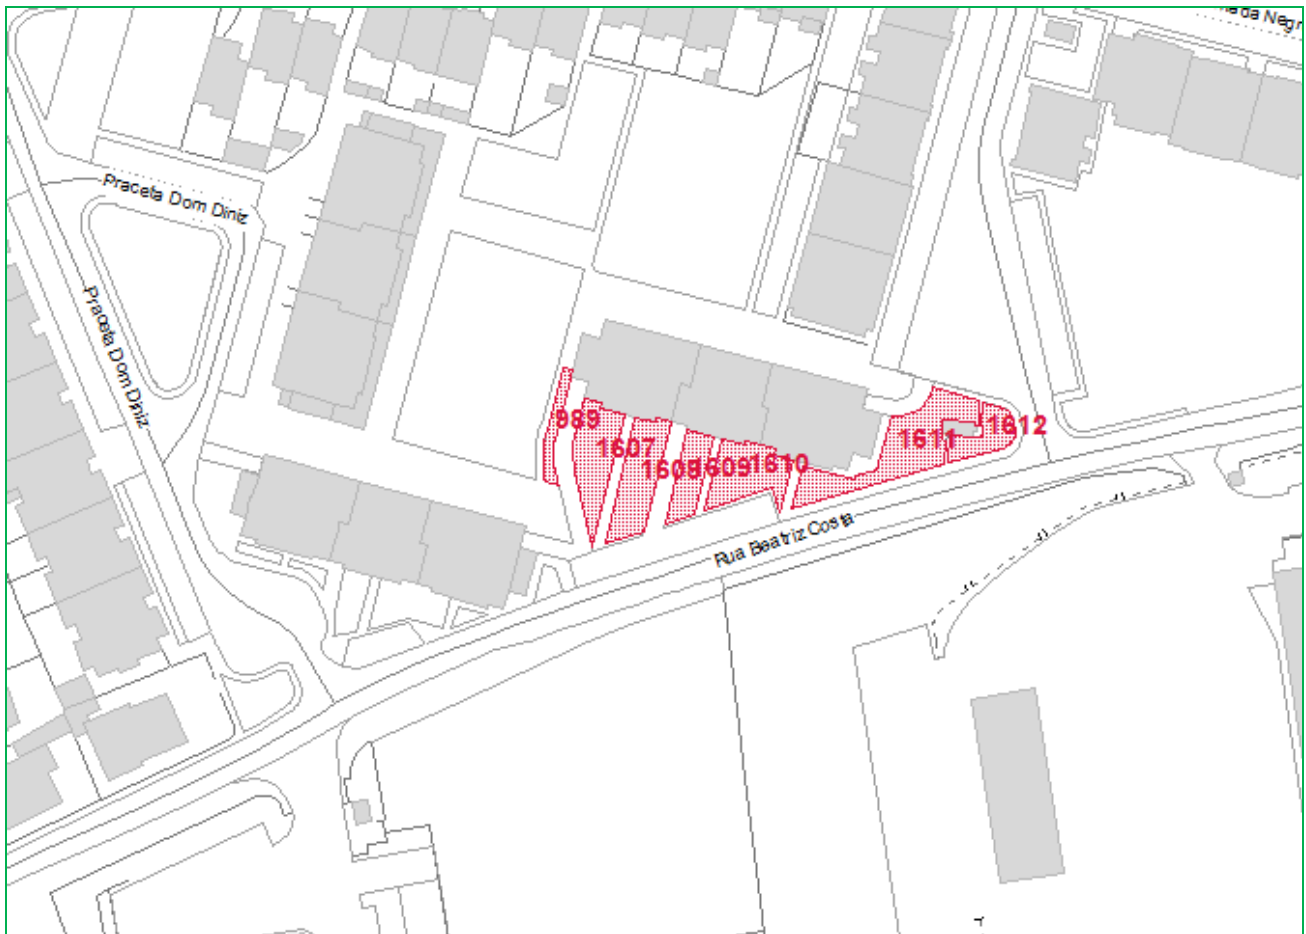 Praceta Dom Diniz
Praceta Dom Diniz
989
1607
1608
1609
1610
1611
1612
Rua Beatriz Costa